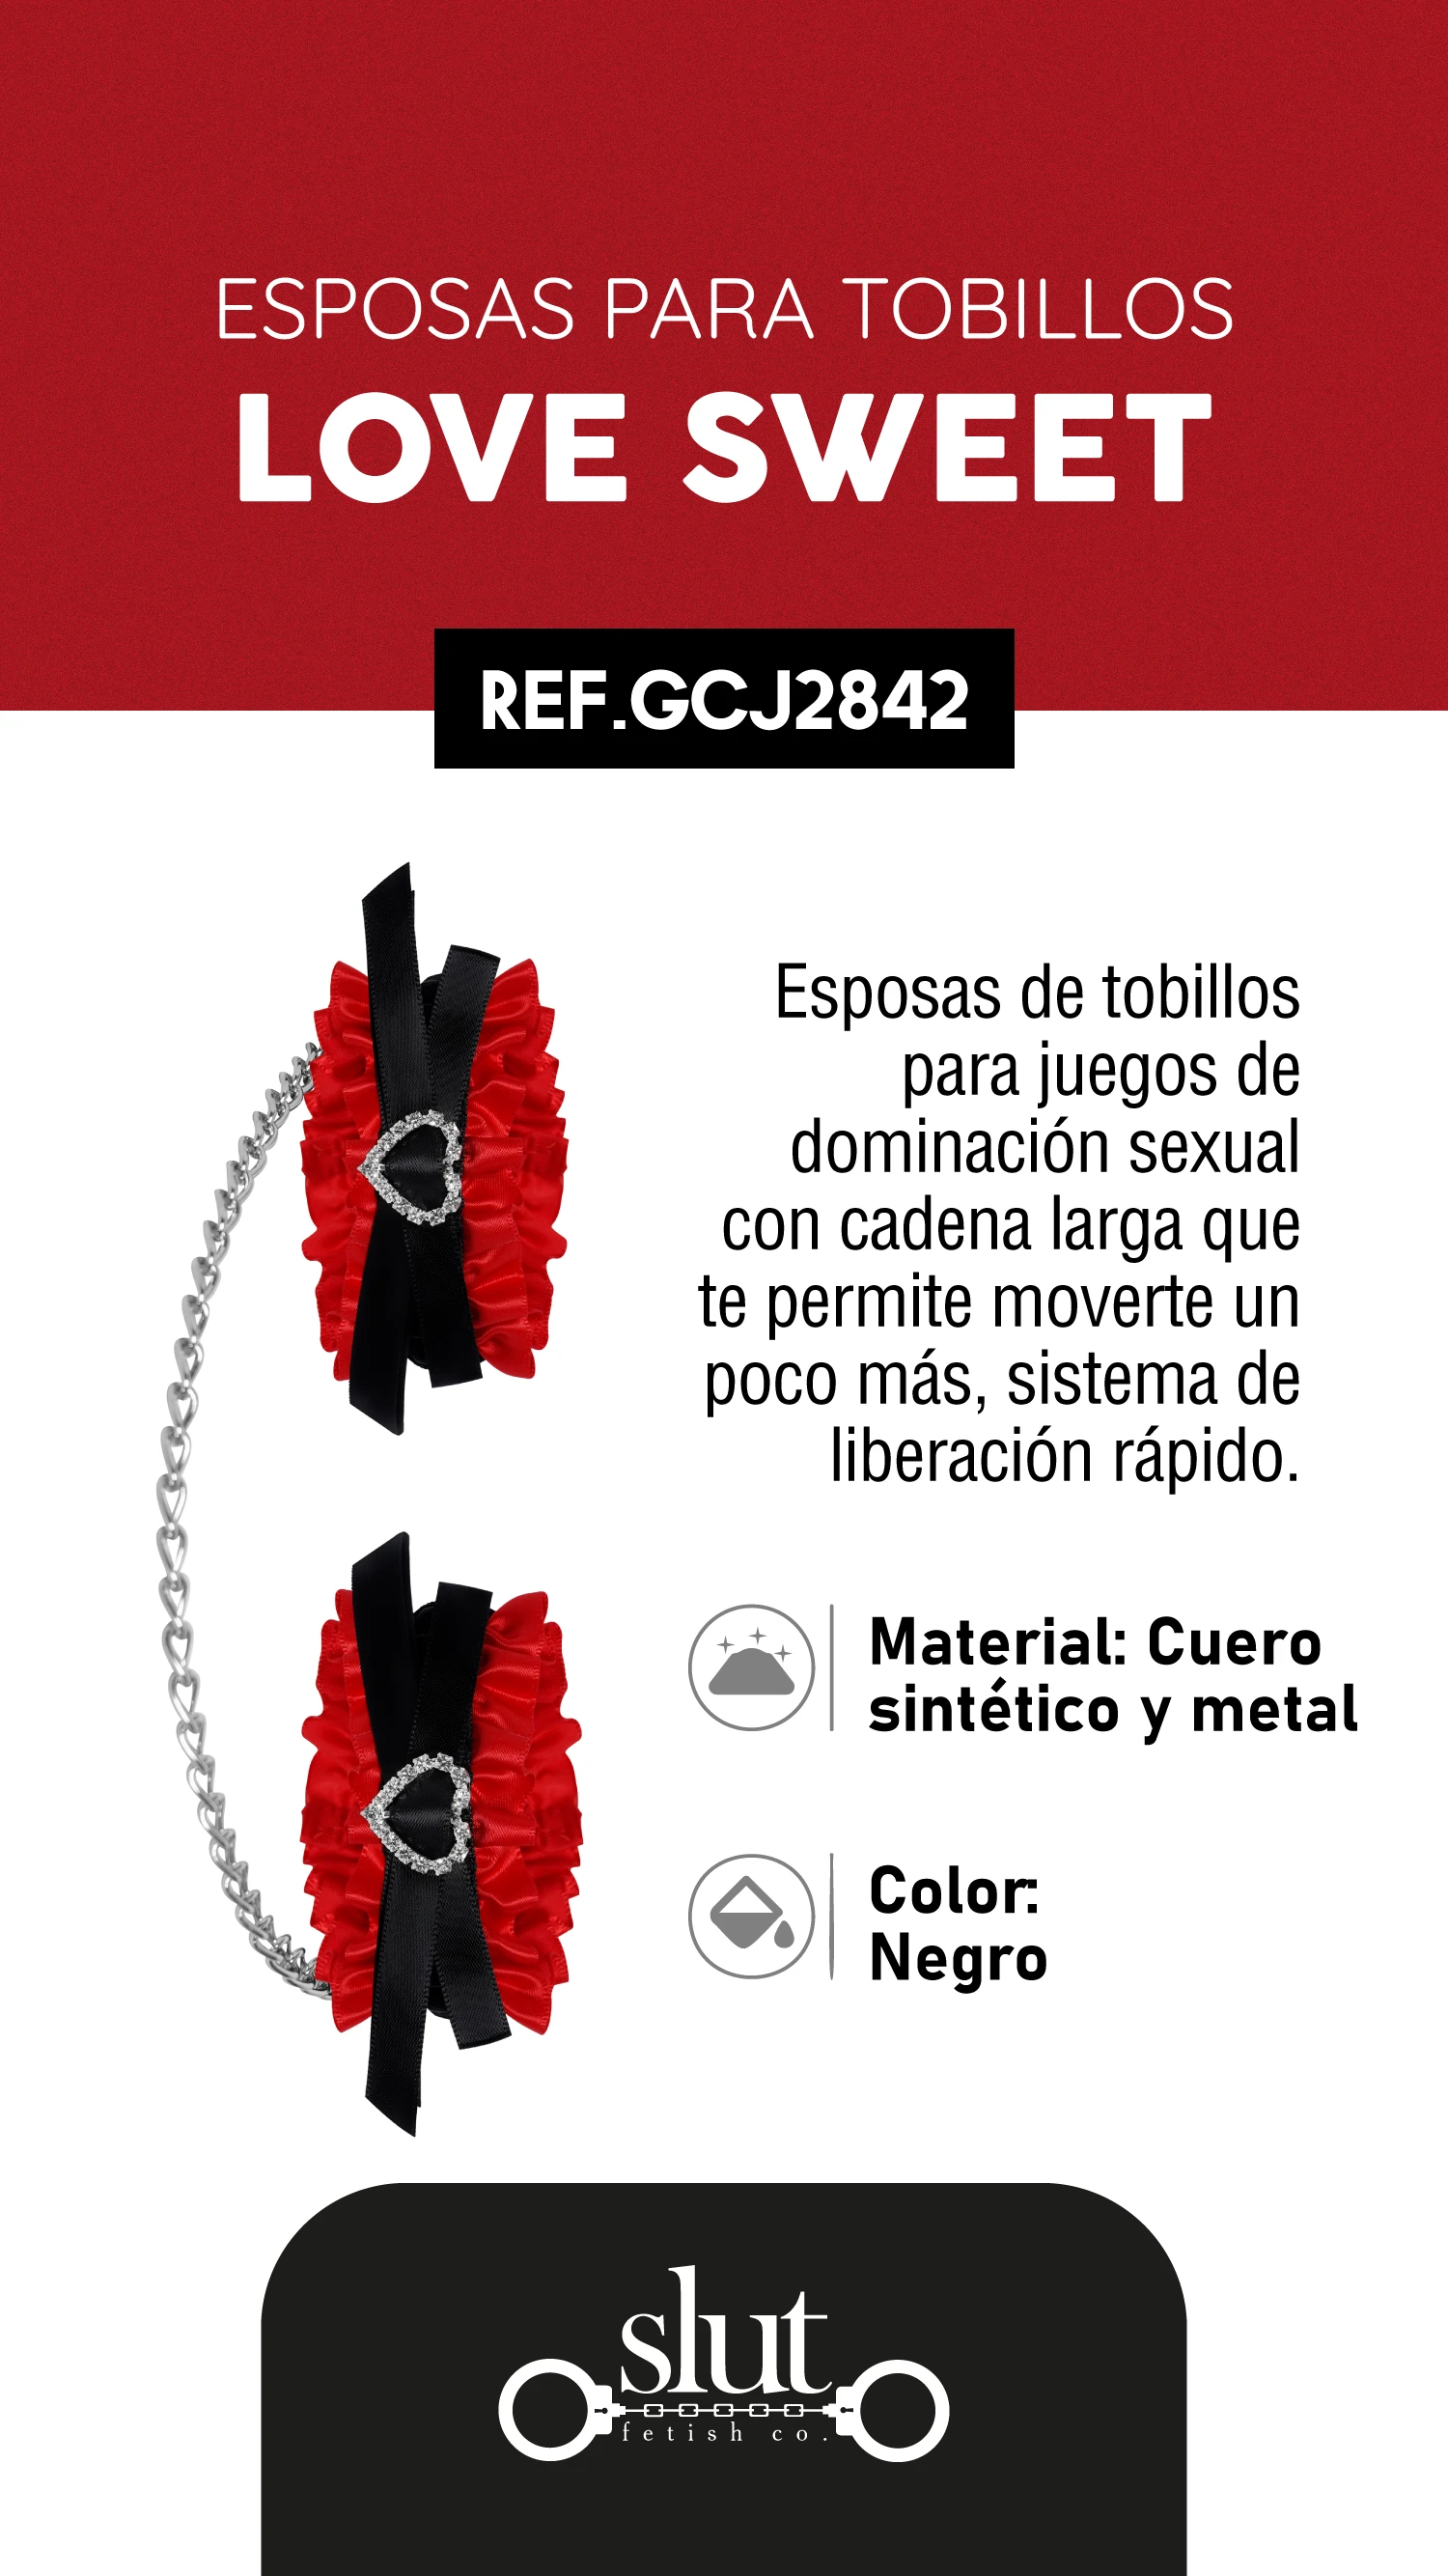 ESPOSAS PARA TOBILLOS
LOVE SWEET
REF.GCJ2842
Esposas de tobillos
para juegos de
dominación sexual
con cadena larga que
te permite moverte un
poco más, sistema de
liberación rápido.
Material: Cuero
sintético y metal
Color:
Negro
slut
fetish co.